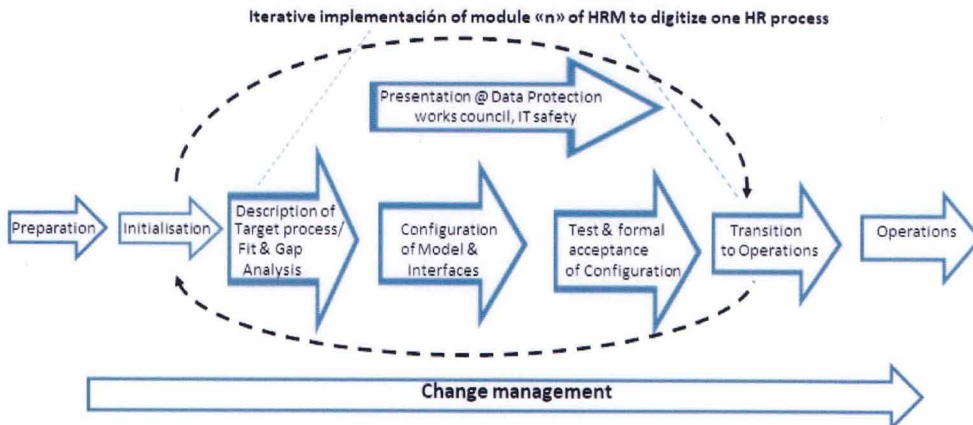 Iterative implementación of module «n» of HRM to digitize one HR process
Presentation @ Data Protection
works council, IT safety
Preparation
Initialisation
Description of
Target process/
Fit & Gap
Analysis
Configuration
of Model &
Interfaces
Test & formal
acceptance
of Configuration
Transition
to Operations
Operations
Change management